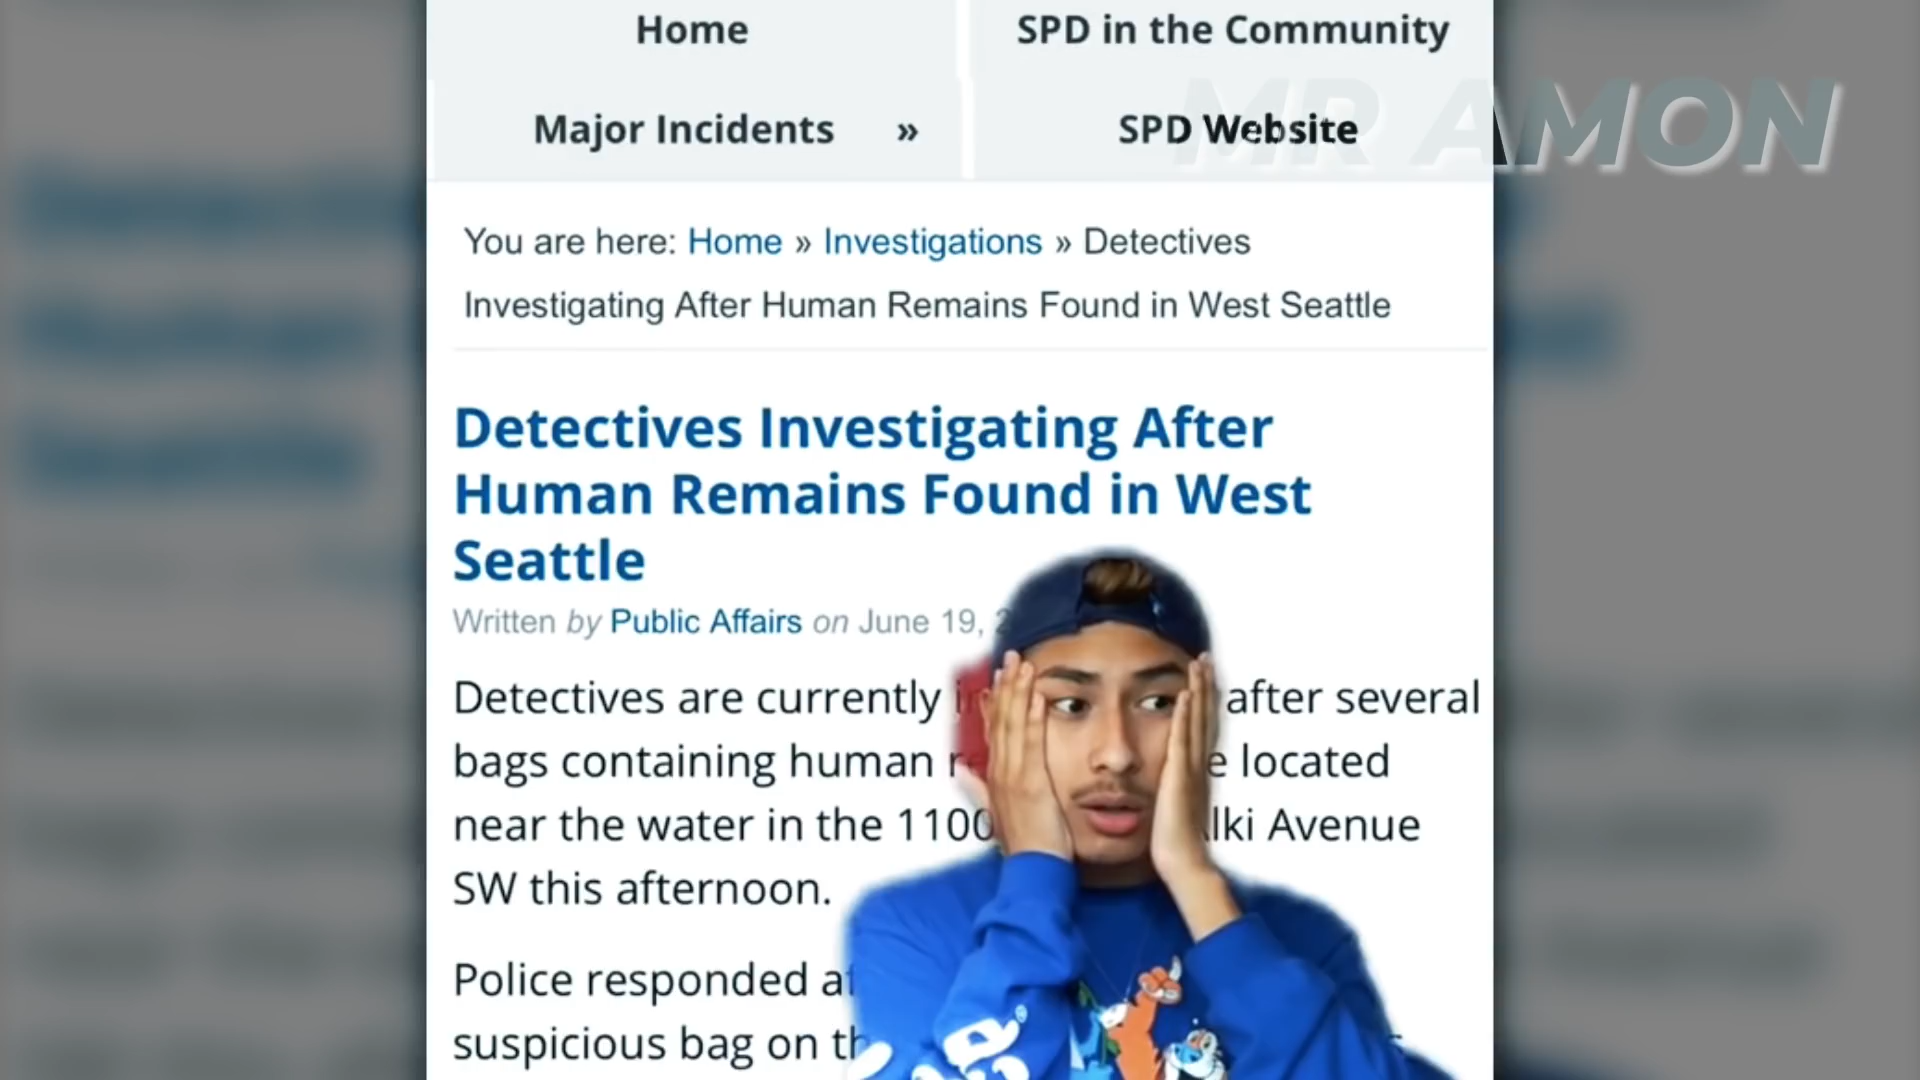 Home
SPD in the Community
MR AMON
Major Incidents »
SPD Website
You are here: Home » Investigations » Detectives
Investigating After Human Remains Found in West Seattle
Detectives Investigating After
Human Remains Found in West
Seattle
Written by Public Affairs on June 19,
Detectives are currently after several
bags containing human located
near the water in the 1100 Avenue
SW this afternoon.
Police responded
suspicious bag on